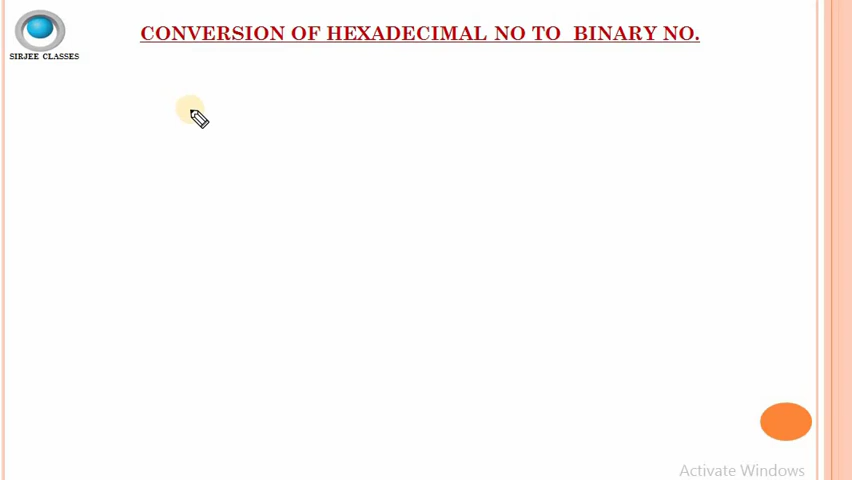 CONVERSION OF HEXADECIMAL NO TO BINARY NO.
SIRJEE CLASSES
Activate Windows